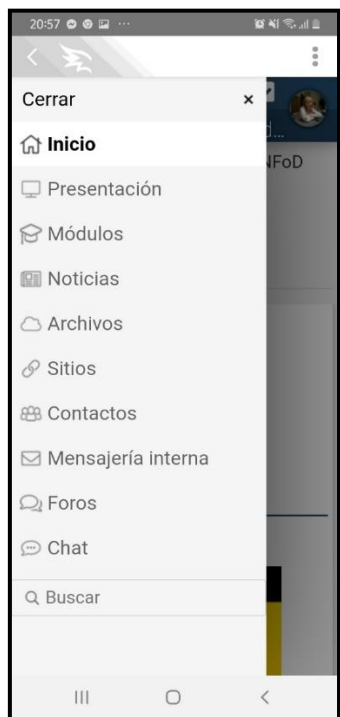 20:57
Cerrar ×
Inicio
Presentación
Módulos
Noticias
Archivos
Sitios
Contactos
Mensajería interna
Foros
Chat
Buscar
d...
NFoD